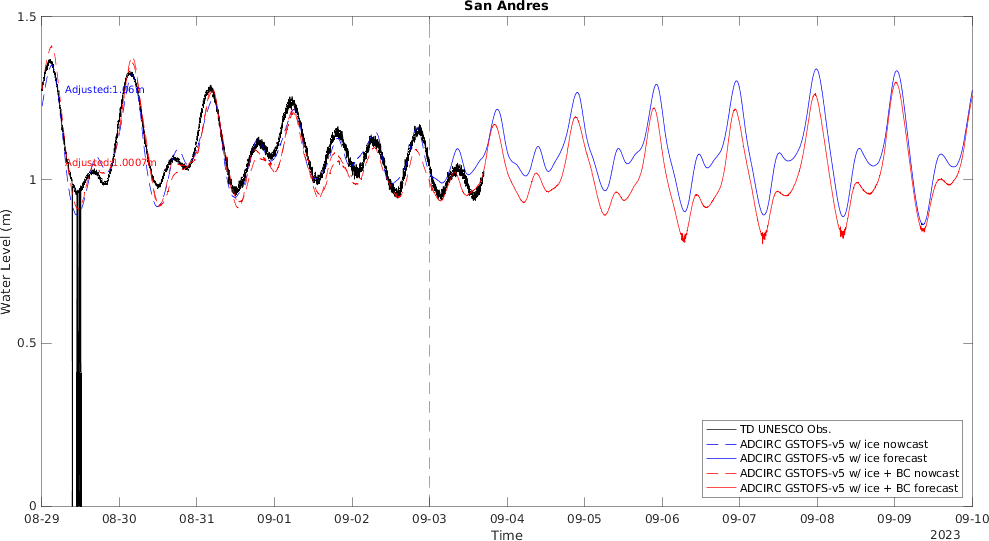 San Andres
1.5
1
0.5
0
Water Level (m)
Adjusted:1.06m
Adjusted:1.0007m
TD UNESCO Obs.
ADCIRC GSTOFS-v5 w/ ice nowcast
ADCIRC GSTOFS-v5 w/ ice forecast
ADCIRC GSTOFS-v5 w/ ice + BC nowcast
ADCIRC GSTOFS-v5 w/ ice + BC forecast
08-29 08-30 08-31 09-01 09-02 09-03 09-04 09-05 09-06 09-07 09-08 09-09 09-10
Time
2023